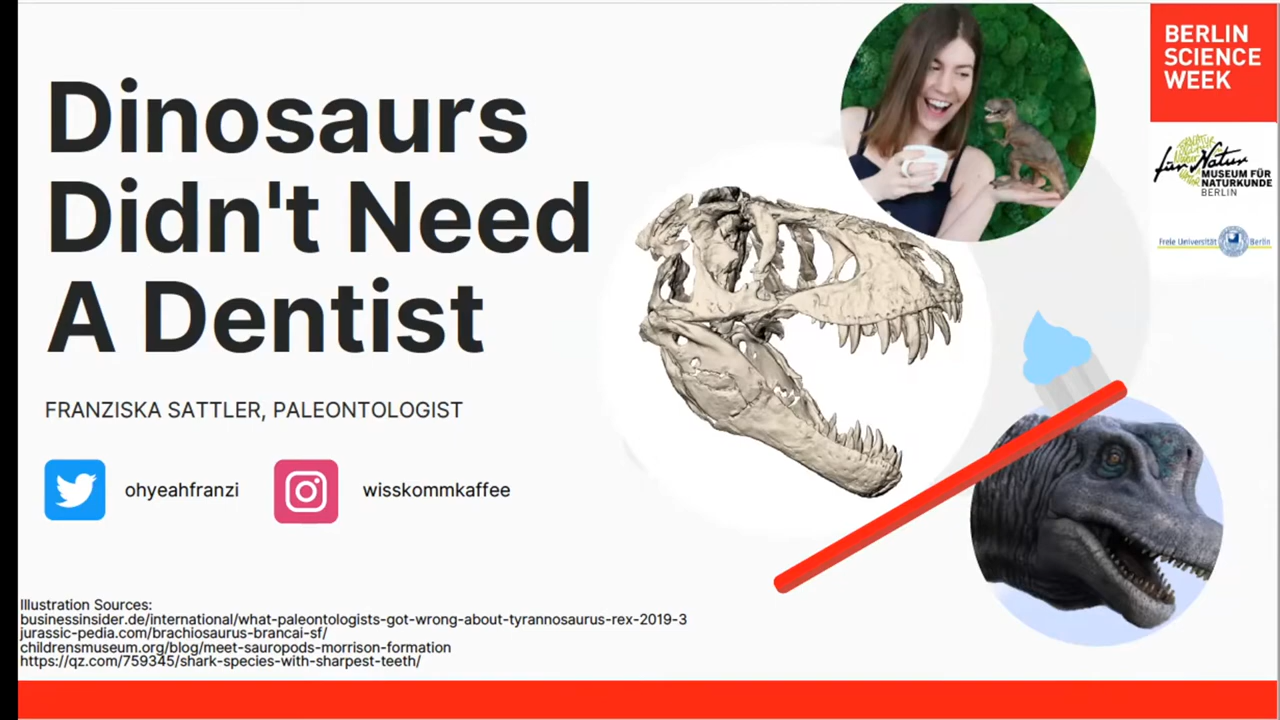 Dinosaurs
Didn't Need
A Dentist
FRANZISKA SATTLER, PALEONTOLOGIST
ohyeahfranzi
wisskommkaffee
Illustration Sources:
businessinsider.de/international/what-paleontologists-got-wrong-about-tyrannosaurus-rex-2019-3
jurassic-pedia.com/brachiosaurus-brancai-sf/
childrensmuseum.org/blog/meet-sauropods-morrison-formation
https://qz.com/759345/shark-species-with-sharpest-teeth/
BERLIN
SCIENCE
WEEK
für Natur
MUSEUM FÜR
NATURKUNDE
BERLIN
Freie Universität Berlin